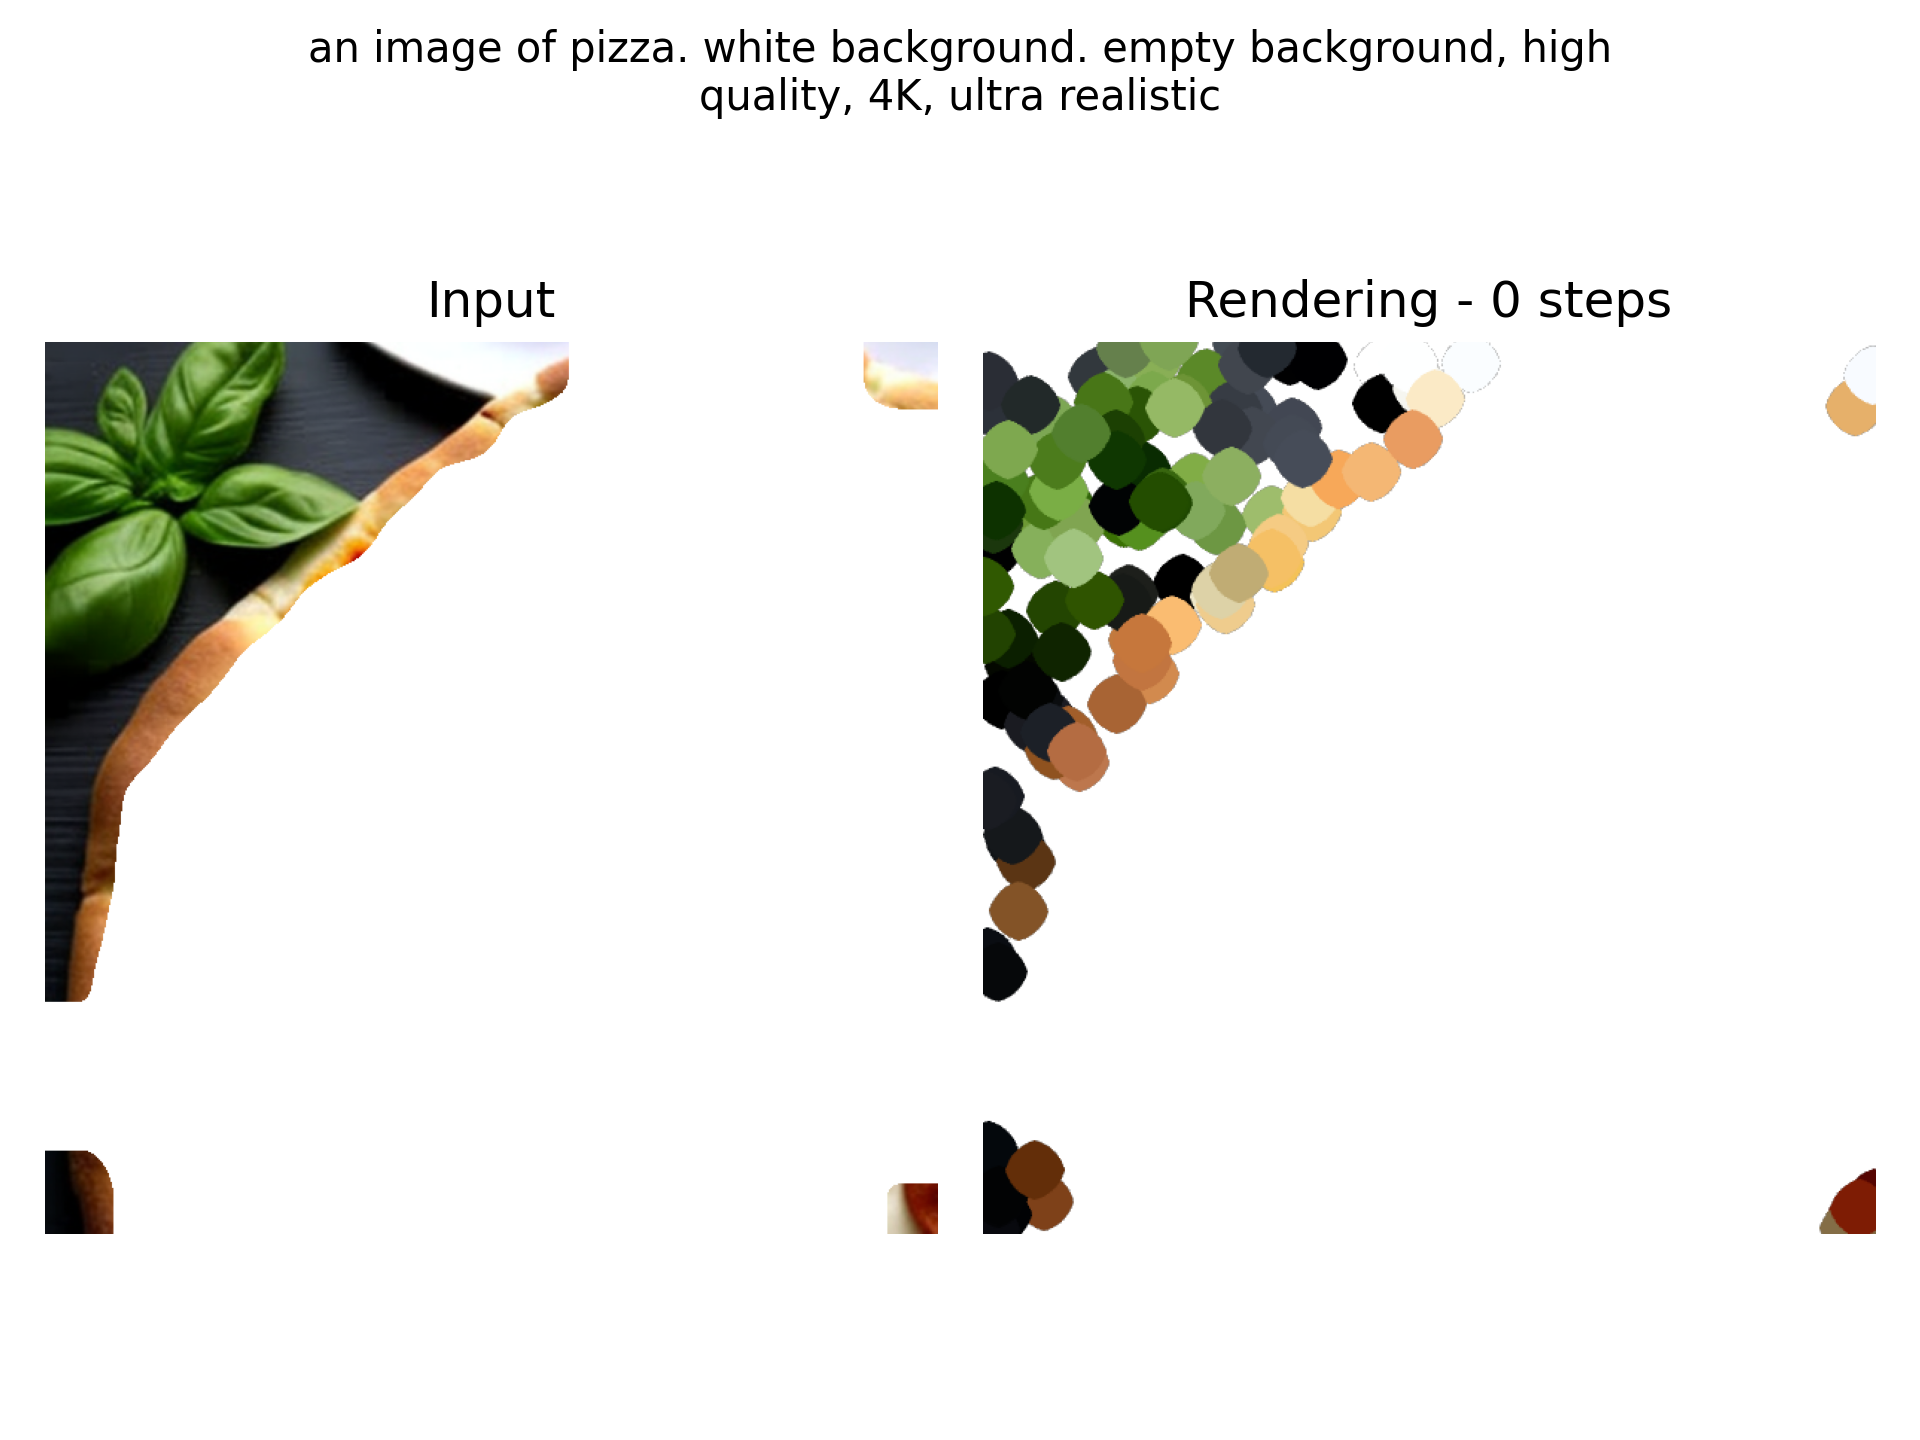 an image of pizza. white background. empty background, high
quality, 4K, ultra realistic
Input
Rendering - 0 steps